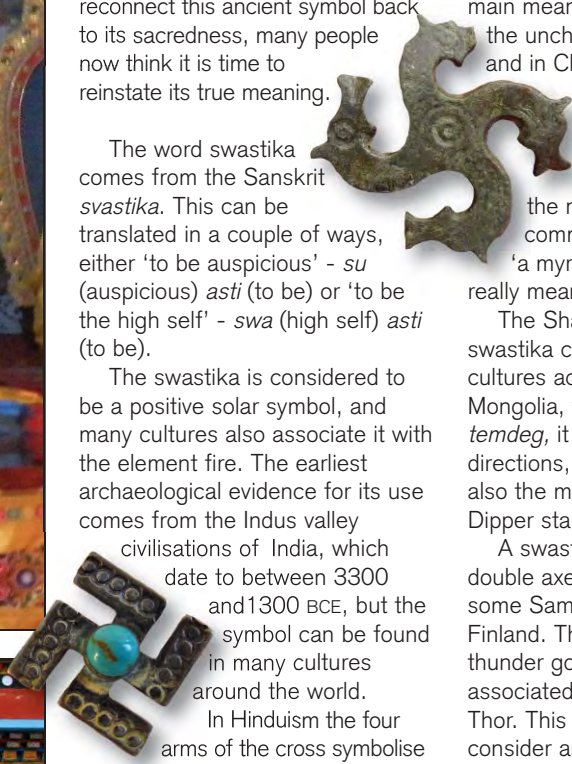 reconnect this ancient symbol back
to its sacredness, many people
now think it is time to
reinstate its true meaning.
The word swastika
comes from the Sanskrit
svastika. This can be
translated in a couple of ways,
either ‘to be auspicious’ - su
(auspicious) asti (to be) or ‘to be
the high self’ - swa (high self) asti
(to be).
The swastika is considered to
be a positive solar symbol, and
many cultures also associate it with
the element fire. The earliest
archaeological evidence for its use
comes from the Indus valley
civilisations of India, which
date to between 3300
and1300 BCE, but the
symbol can be found
in many cultures
around the world.
In Hinduism the four
arms of the cross symbolise
main mean
the unch
and in C
the
comm
‘a myr
really mear
The Sha
swastika c
cultures ac
Mongolia,
temdeg, it
directions,
also the m
Dipper sta
A swast
double axe
some Sam
Finland. Th
thunder go
associated
Thor. This
consider a